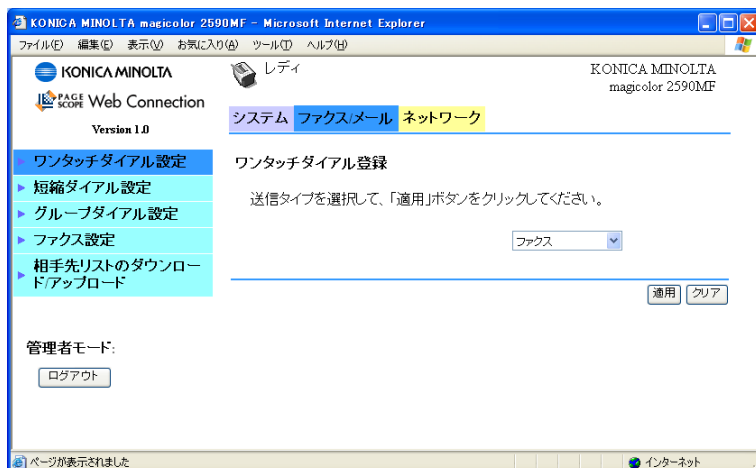 KONICA MINOLTA magicolor 2590MF - Microsoft Internet Explorer
ファイル(F) 編集(E) 表示(V) お気に入り(A) ツール(T) ヘルプ(H)
KONICA MINOLTA
レディ
KONICA MINOLTA
magicolor 2590MF
PAGE SCOPE Web Connection
Version 1.0
システム ファクス/メール ネットワーク
ワンタッチダイアル設定
短縮ダイアル設定
グループダイアル設定
ファクス設定
相手先リストのダウンロー
ド/アップロード
ワンタッチダイアル登録
送信タイプを選択して、「適用」ボタンをクリックしてください。
ファクス
適用 クリア
管理者モード:
ログアウト
ページが表示されました
インターネット